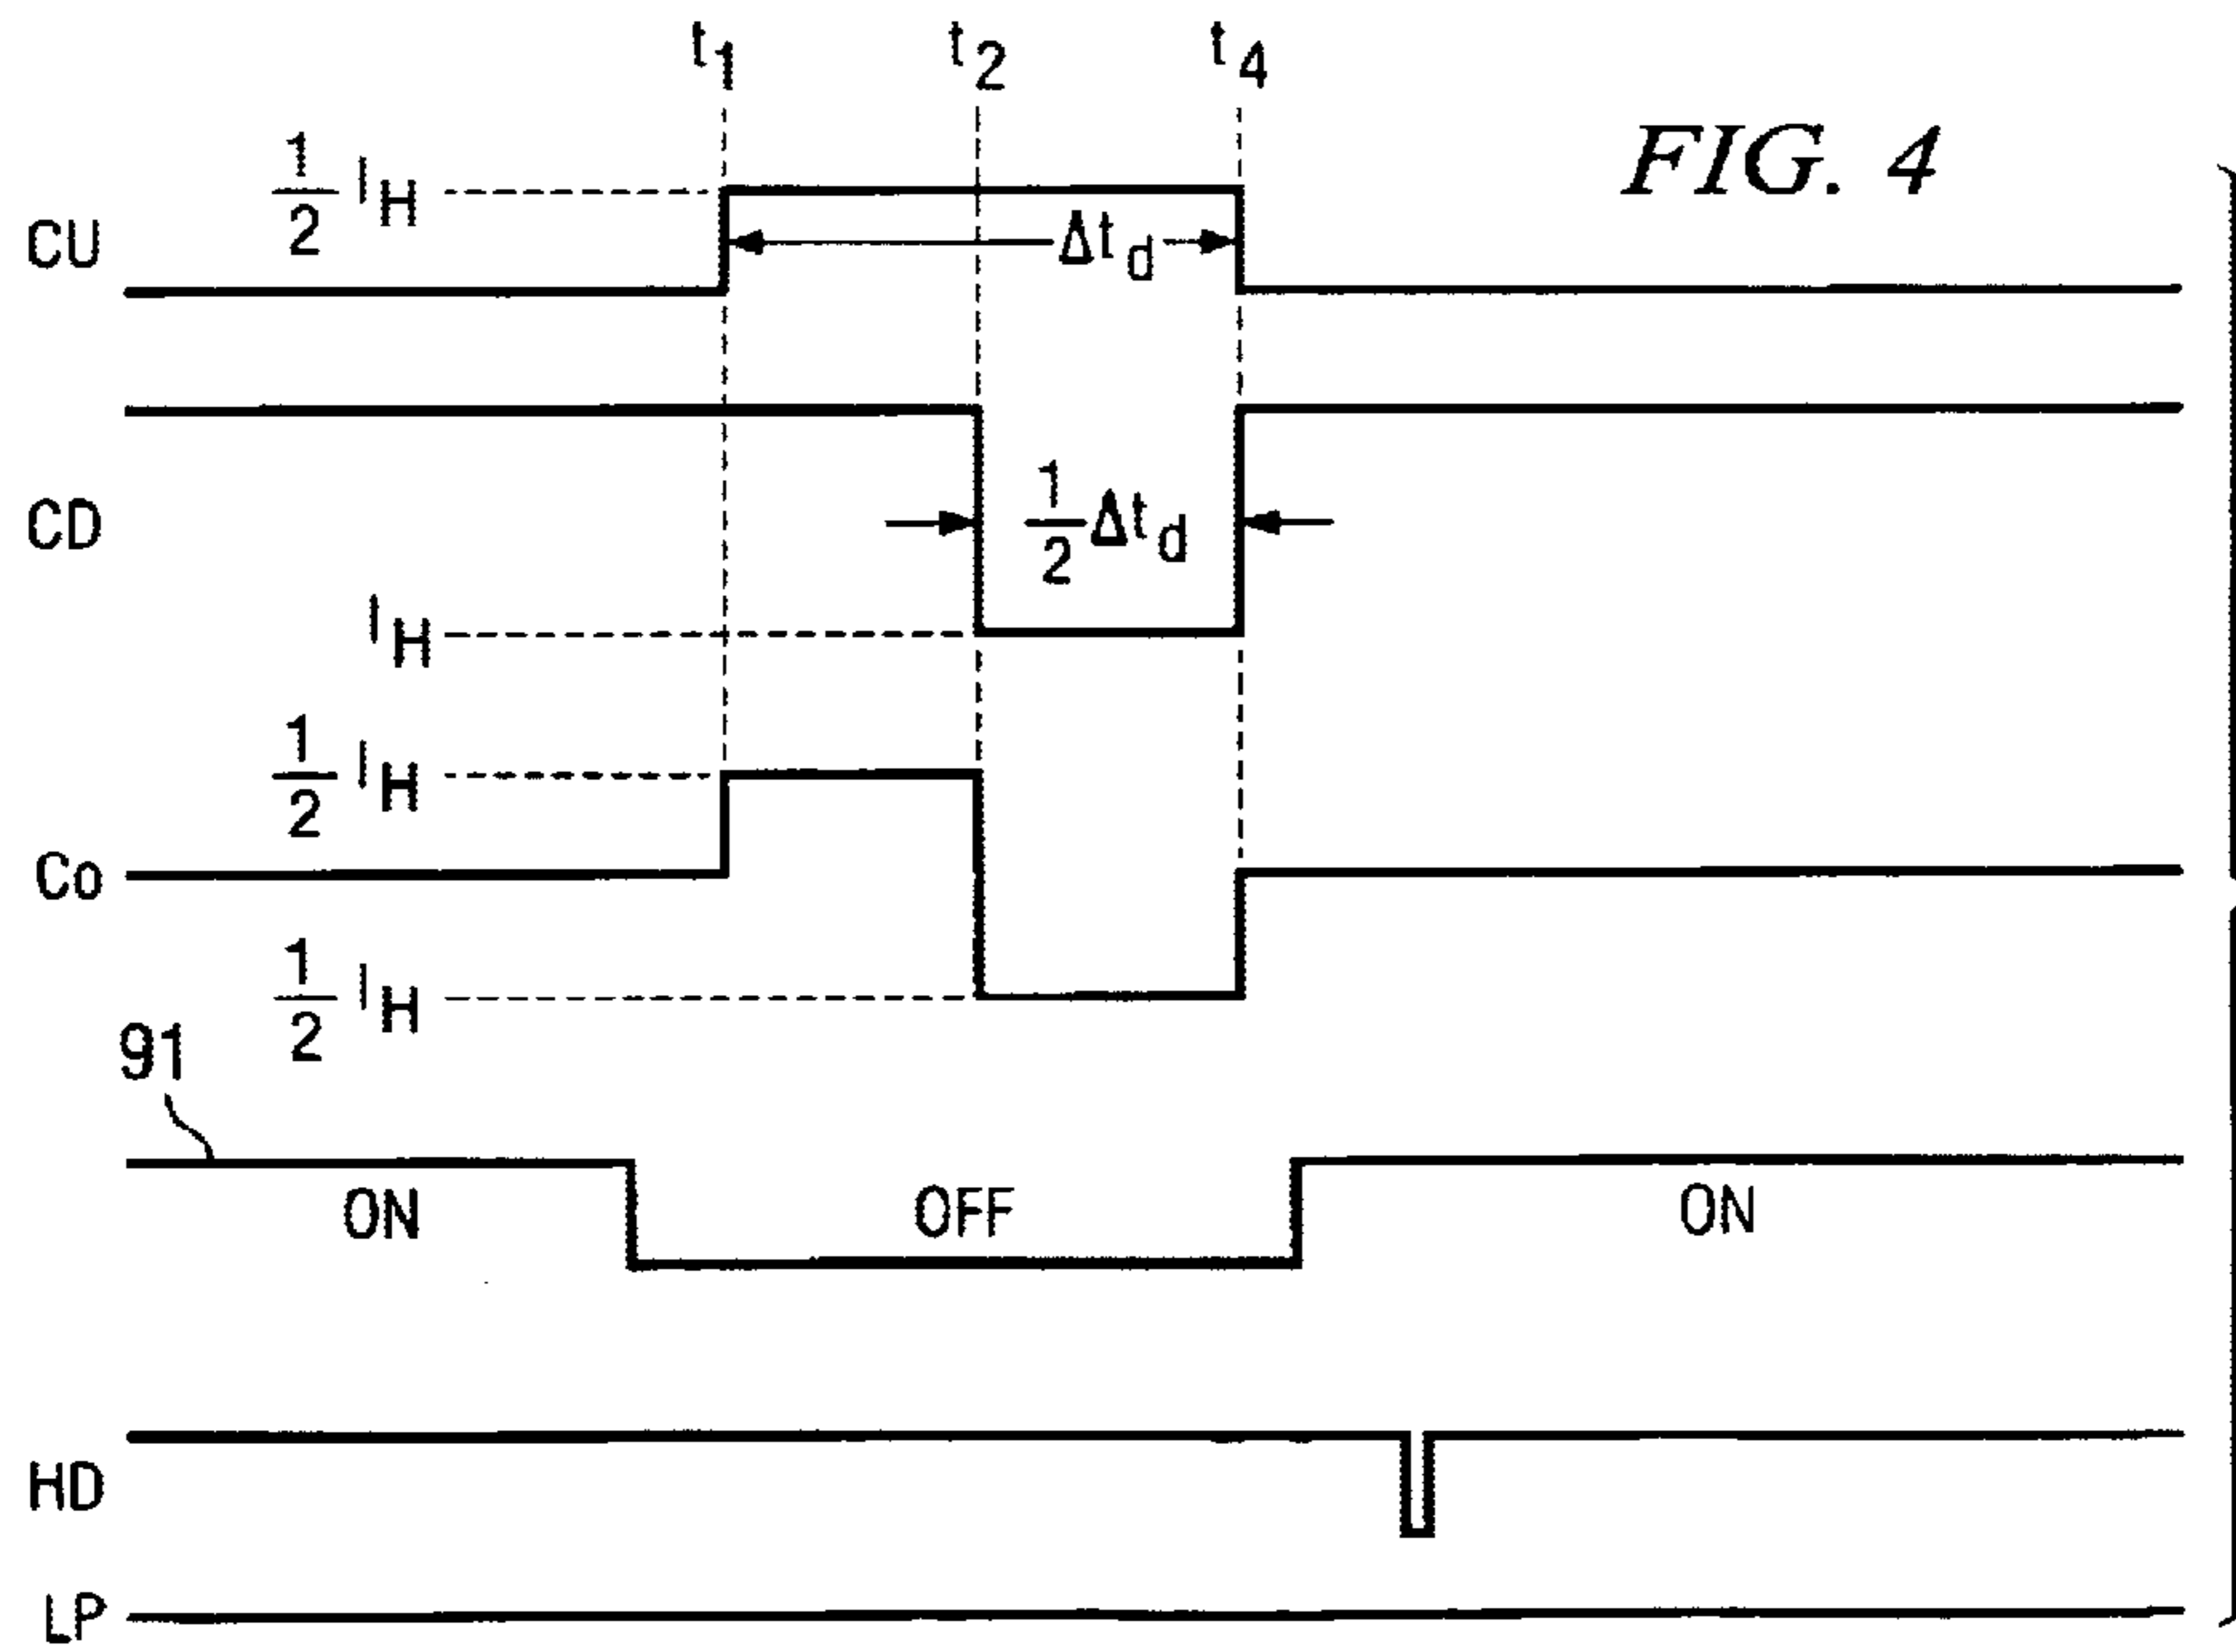 t1 t2 t4
FIG. 4
1/2 IH
CU
Δtd
CD
1/2 Δtd
IH
1/2 IH
Co
1/2 IH
91
ON OFF ON
HD
LP